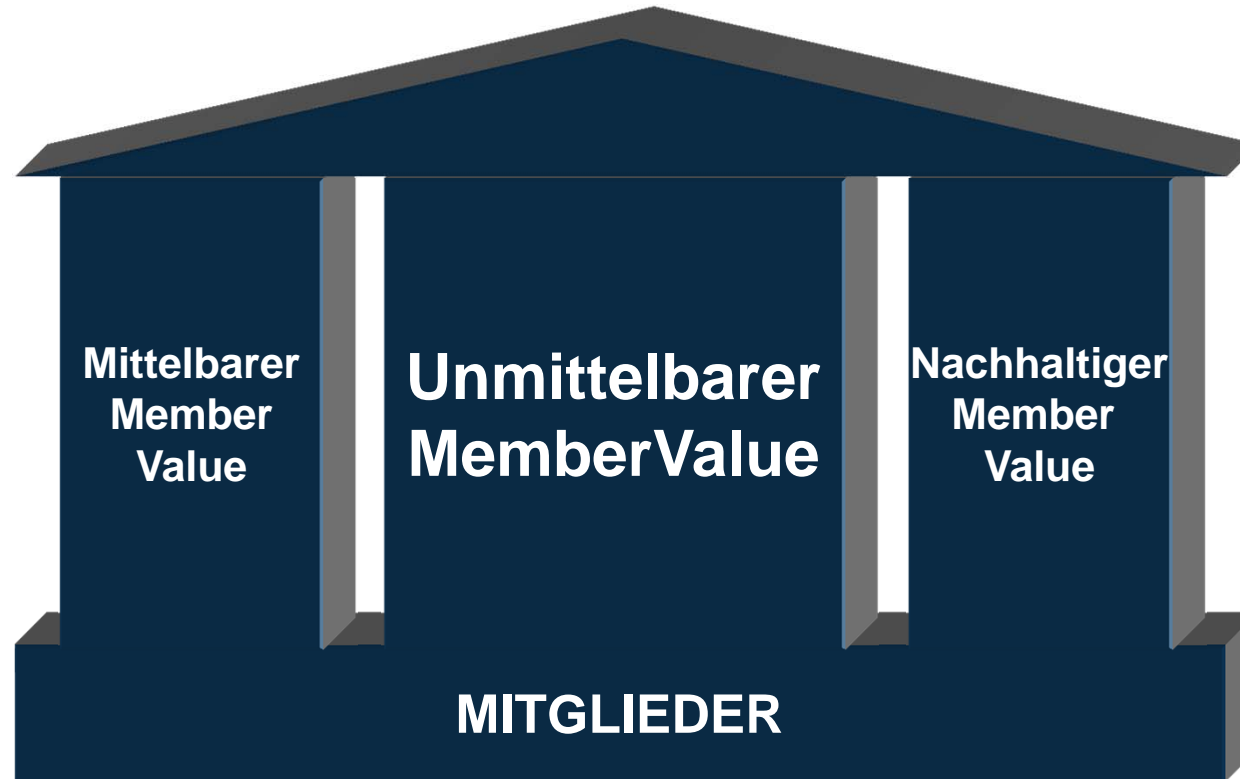 Mittelbarer
Member
Value
Unmittelbarer
MemberValue
Nachhaltiger
Member
Value
MITGLIEDER